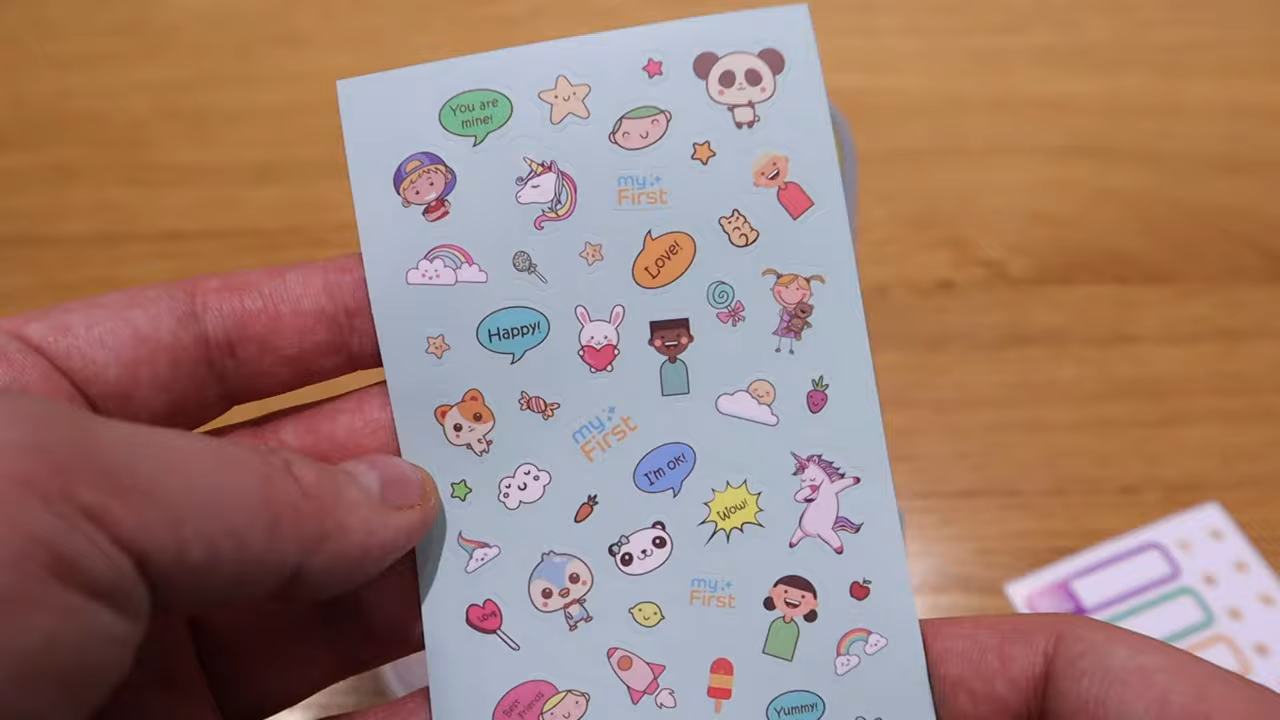 You are
mine!
my
First
Love!
Happy!
my
First
I'm OK!
Wow!
my
First
LOVE
Best
Friends
Yummy!